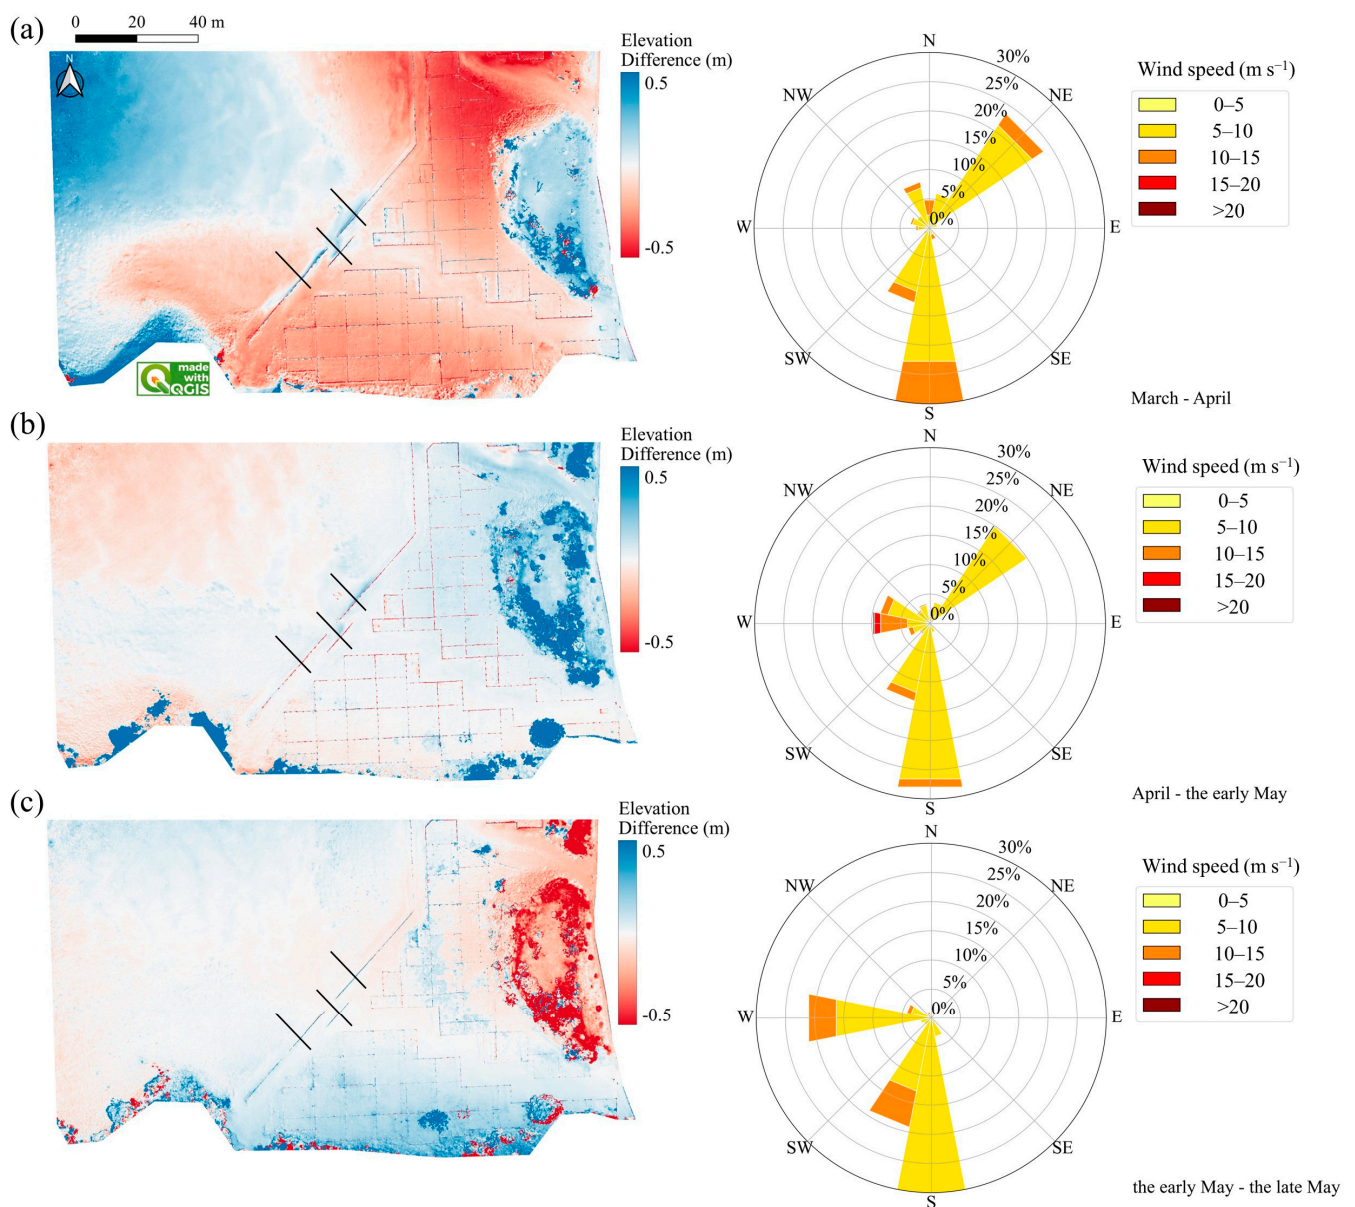 (a)
0 20 40 m
N
made
with
QGIS
Elevation
Difference (m)
0.5
-0.5
N
NE
E
SE
S
SW
W
NW
30%
25%
20%
15%
10%
5%
0%
Wind speed (m s⁻¹)
0–5
5–10
10–15
15–20
>20
March - April
(b)
Elevation
Difference (m)
0.5
-0.5
N
NE
E
SE
S
SW
W
NW
30%
25%
20%
15%
10%
5%
0%
Wind speed (m s⁻¹)
0–5
5–10
10–15
15–20
>20
April - the early May
(c)
Elevation
Difference (m)
0.5
-0.5
N
NE
E
SE
S
SW
W
NW
30%
25%
20%
15%
10%
5%
0%
Wind speed (m s⁻¹)
0–5
5–10
10–15
15–20
>20
the early May - the late May